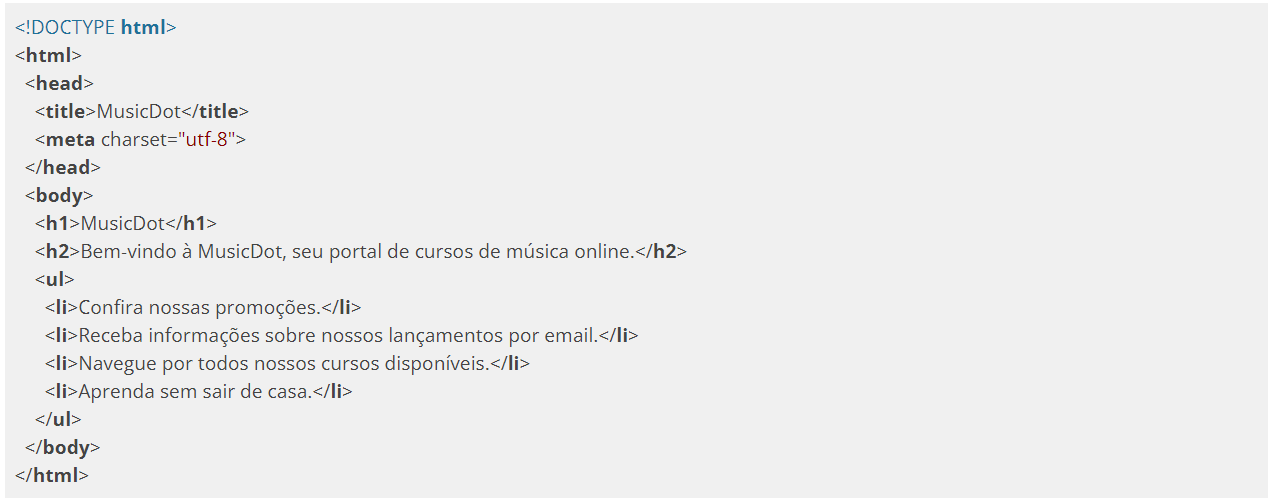 <!DOCTYPE html>
<html>
<head>
<title>MusicDot</title>
<meta charset="utf-8">
</head>
<body>
<h1>MusicDot</h1>
<h2>Bem-vindo à MusicDot, seu portal de cursos de música online.</h2>
<ul>
<li>Confira nossas promoções.</li>
<li>Receba informações sobre nossos lançamentos por email.</li>
<li>Navegue por todos nossos cursos disponíveis.</li>
<li>Aprenda sem sair de casa.</li>
</ul>
</body>
</html>